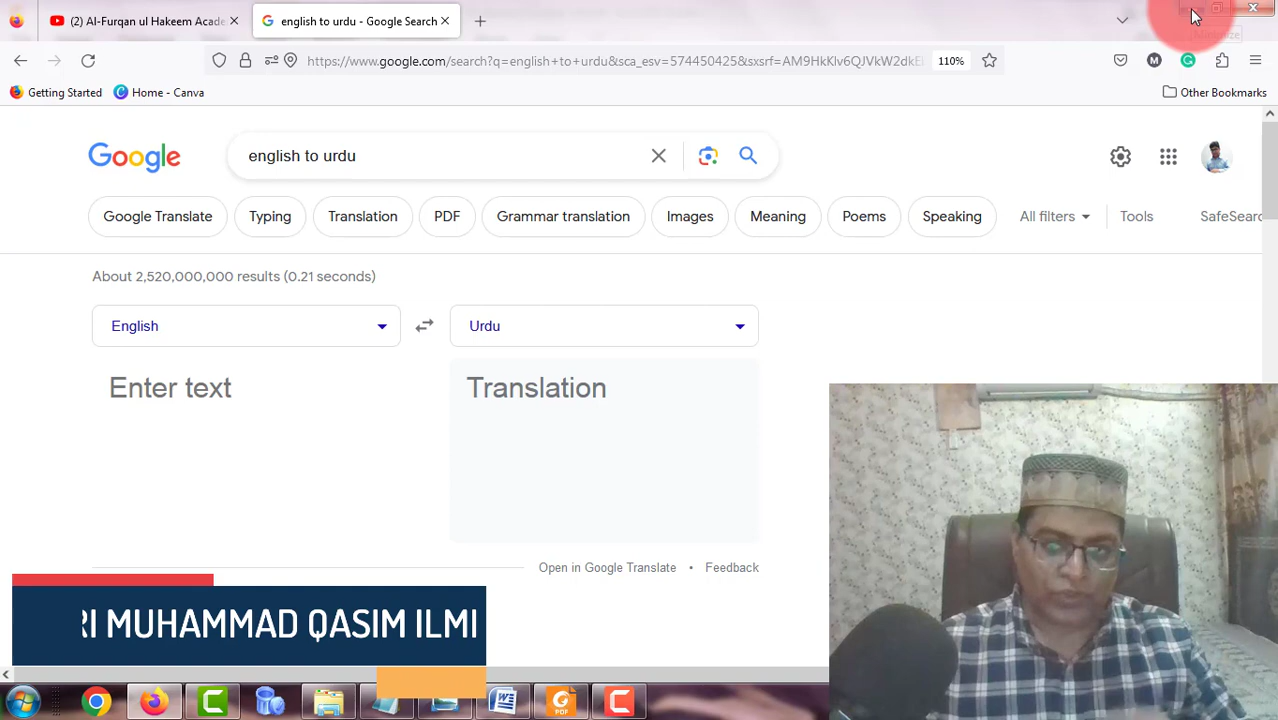 (2) Al-Furqan ul Hakeem Acade
english to urdu - Google Search
https://www.google.com/search?q=english+to+urdu&sca_esv=574450425&sxsrf=AM9HkKlv6QJVkW2dkE
110%
M
Getting Started
Home - Canva
Other Bookmarks
Google
english to urdu
Google Translate
Typing
Translation
PDF
Grammar translation
Images
Meaning
Poems
Speaking
All filters
Tools
SafeSearc
About 2,520,000,000 results (0.21 seconds)
English
Urdu
Enter text
Translation
Open in Google Translate • Feedback
RI MUHAMMAD QASIM ILMI
PDF